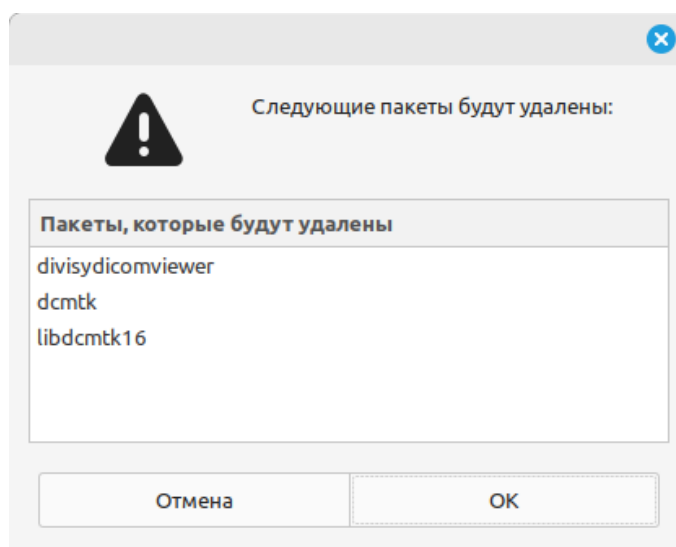 Следующие пакеты будут удалены:
Пакеты, которые будут удалены
divisydicomviewer
dcmtk
libdcmtk16
Отмена
OK